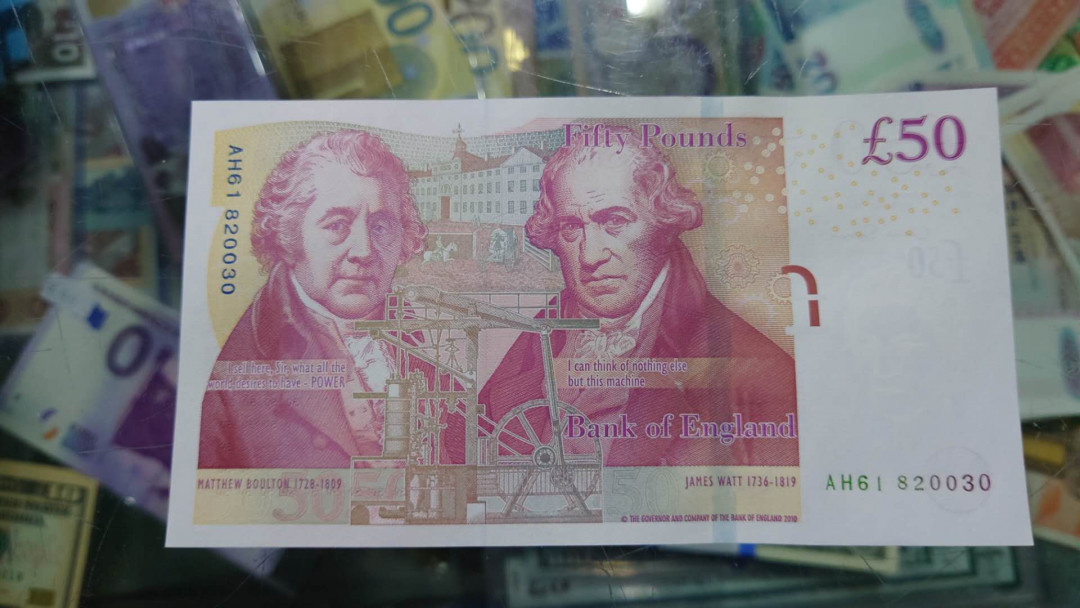 Fifty Pounds
£50
AH61 820030
I sell here, Sir, what all the
world desires to have - POWER
I can think of nothing else
but this machine
Bank of England
MATTHEW BOULTON 1728-1809
JAMES WATT 1736-1819
AH61 820030
50
50
© THE GOVERNOR AND COMPANY OF THE BANK OF ENGLAND 2010